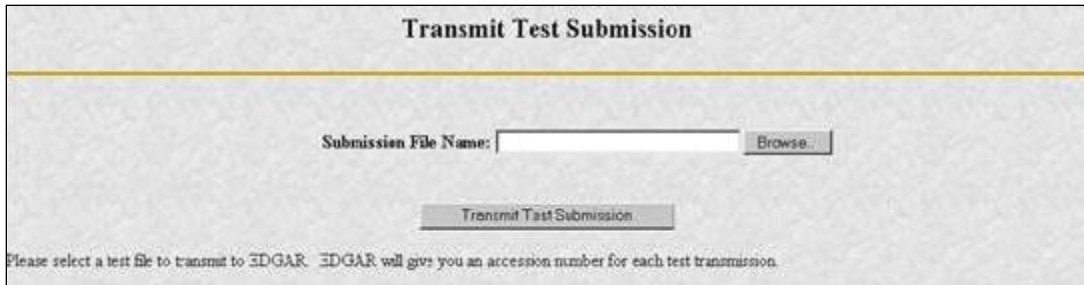 Transmit Test Submission
Submission File Name: Browse..
Transmit Test Submission
Please select a test file to transmit to EDGAR. EDGAR will give you an accession number for each test transmission.